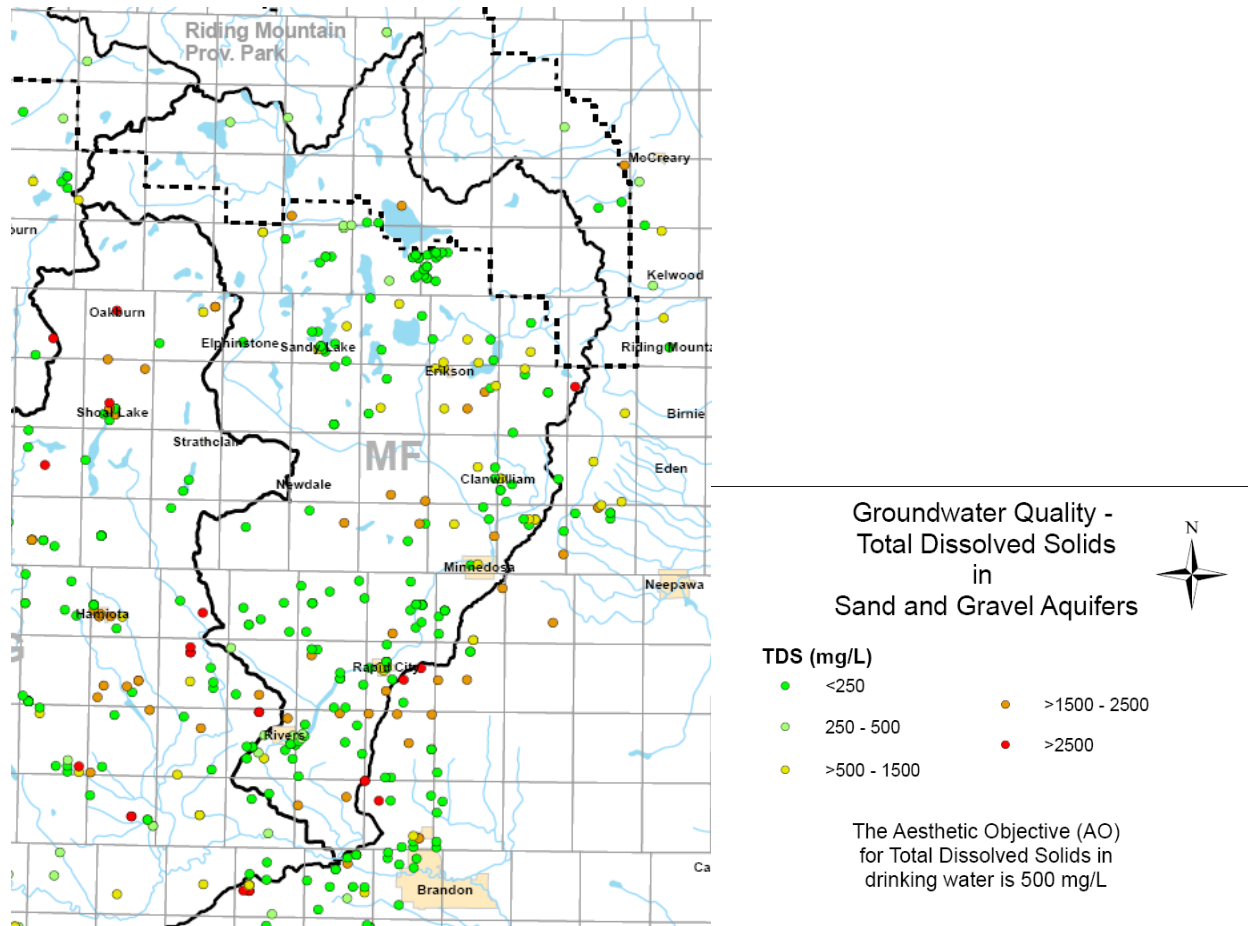 Riding Mountain
Prov. Park
McCreary
ourn
Kelwood
Oakburn
Elphinstone
Sandy Lake
Riding Mounta
Erikson
Shoal Lake
Birnie
Strathclair
MF
Eden
Clanwilliam
Newdale
Minnedosa
Neepawa
Hamiota
G
Rapid City
Rivers
Ca
Brandon
Groundwater Quality -
Total Dissolved Solids
in
Sand and Gravel Aquifers
N
TDS (mg/L)
<250
250 - 500
>500 - 1500
>1500 - 2500
>2500
The Aesthetic Objective (AO)
for Total Dissolved Solids in
drinking water is 500 mg/L